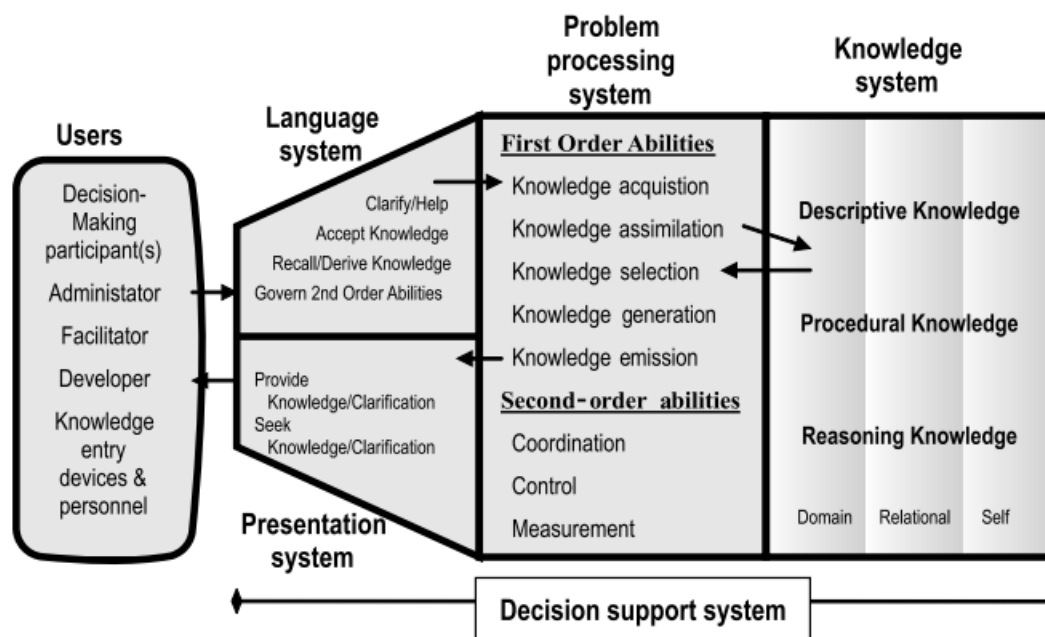 Users
Decision-
Making
participant(s)
Administator
Facilitator
Developer
Knowledge
entry
devices &
personnel
Language
system
Clarify/Help
Accept Knowledge
Recall/Derive Knowledge
Govern 2nd Order Abilities
Provide
Knowledge/Clarification
Seek
Knowledge/Clarification
Presentation
system
Problem
processing
system
First Order Abilities
Knowledge acquistion
Knowledge assimilation
Knowledge selection
Knowledge generation
Knowledge emission
Second-order abilities
Coordination
Control
Measurement
Knowledge
system
Descriptive Knowledge
Procedural Knowledge
Reasoning Knowledge
Domain Relational Self
Decision support system